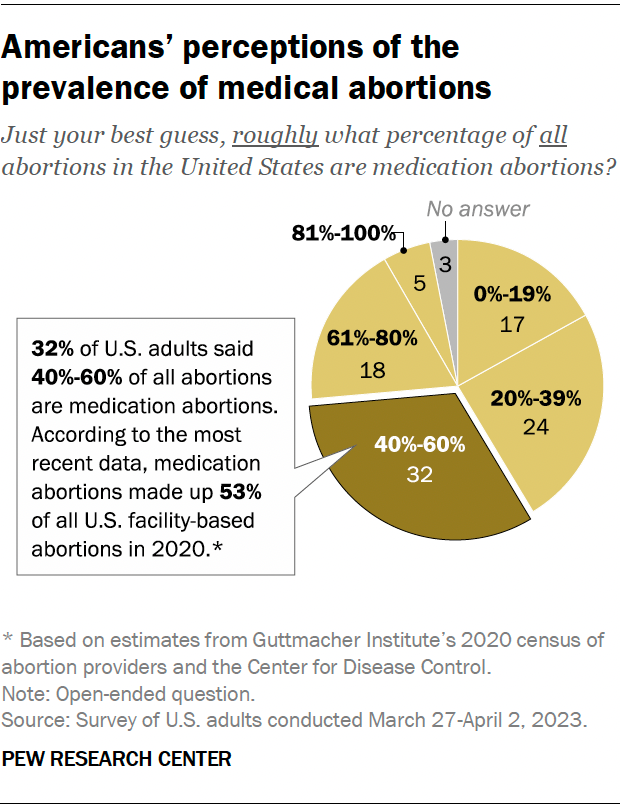 Americans' perceptions of the
prevalence of medical abortions
Just your best guess, roughly what percentage of all
abortions in the United States are medication abortions?
No answer
81%-100%
3
5
0%-19%
17
61%-80%
18
20%-39%
24
40%-60%
32
32% of U.S. adults said
40%-60% of all abortions
are medication abortions.
According to the most
recent data, medication
abortions made up 53%
of all U.S. facility-based
abortions in 2020.*
* Based on estimates from Guttmacher Institute's 2020 census of
abortion providers and the Center for Disease Control.
Note: Open-ended question.
Source: Survey of U.S. adults conducted March 27-April 2, 2023.
PEW RESEARCH CENTER